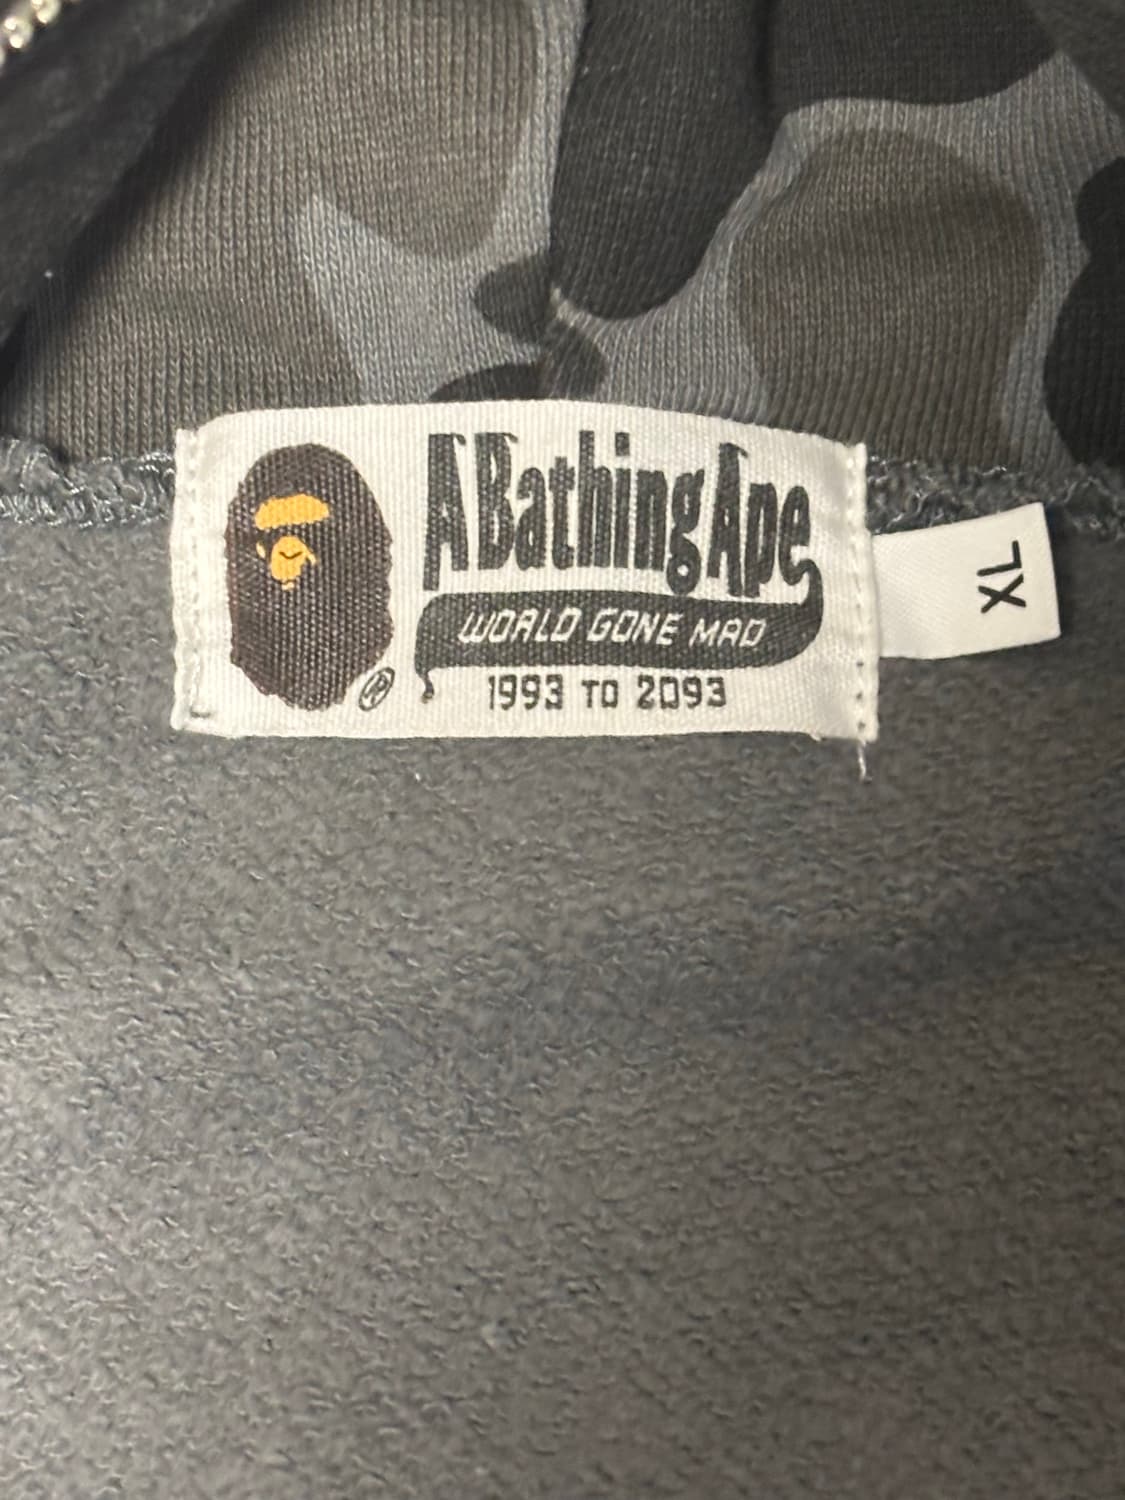 A Bathing Ape
WORLD GONE MAD
1993 TO 2093
®
XL